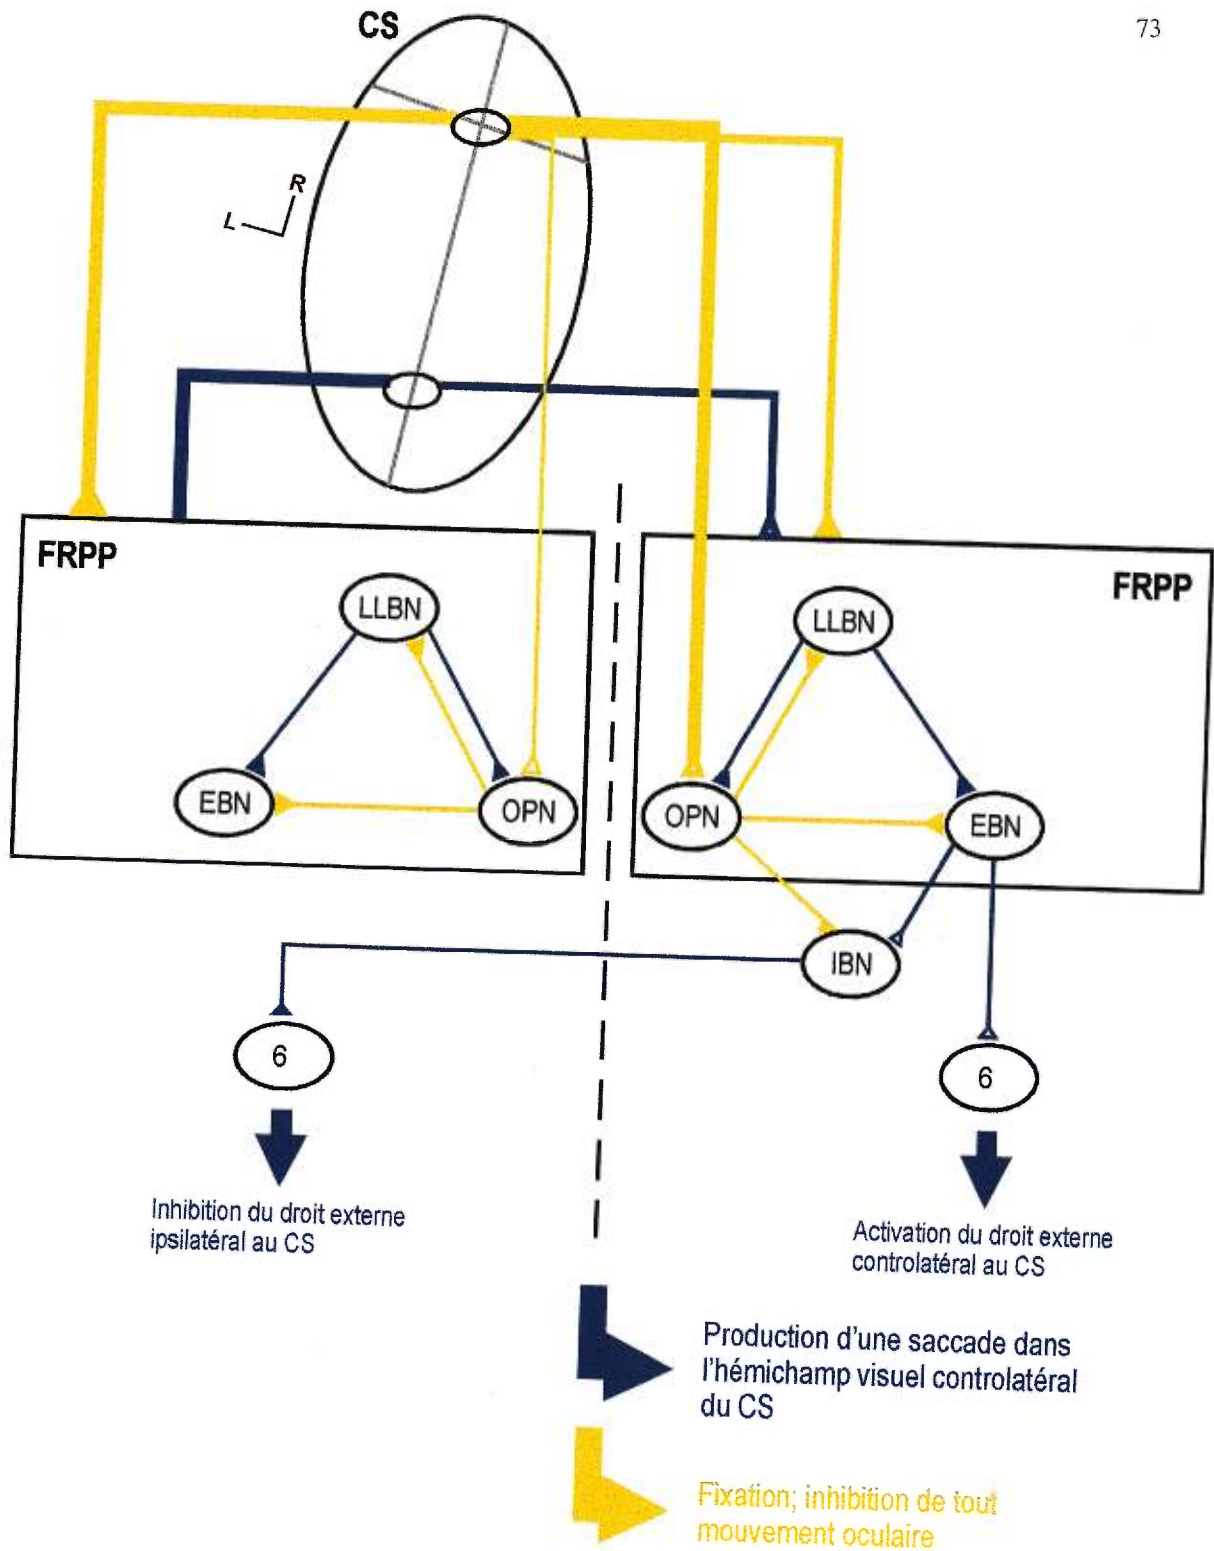 73
CS
R
L
FRPP
FRPP
LLBN
LLBN
EBN
OPN
OPN
EBN
IBN
6
6
Inhibition du droit externe
ipsilatéral au CS
Activation du droit externe
controlatéral au CS
Production d'une saccade dans
l'hémichamp visuel controlatéral
du CS
Fixation; inhibition de tout
mouvement oculaire